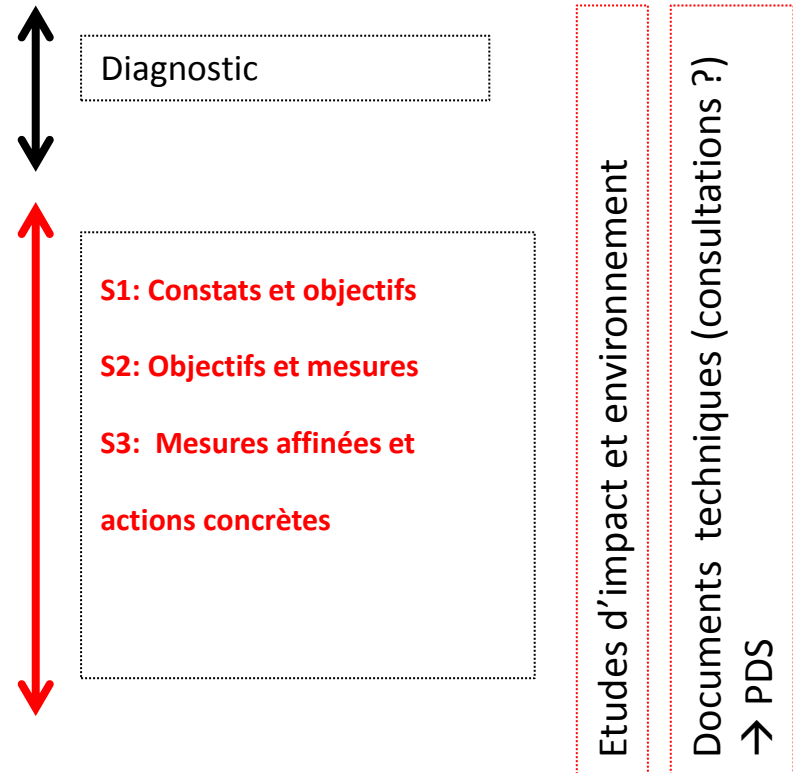 Diagnostic
S1: Constats et objectifs
S2: Objectifs et mesures
S3: Mesures affinées et
actions concrètes
Etudes d’impact et environnement
Documents techniques (consultations ?)
→ PDS